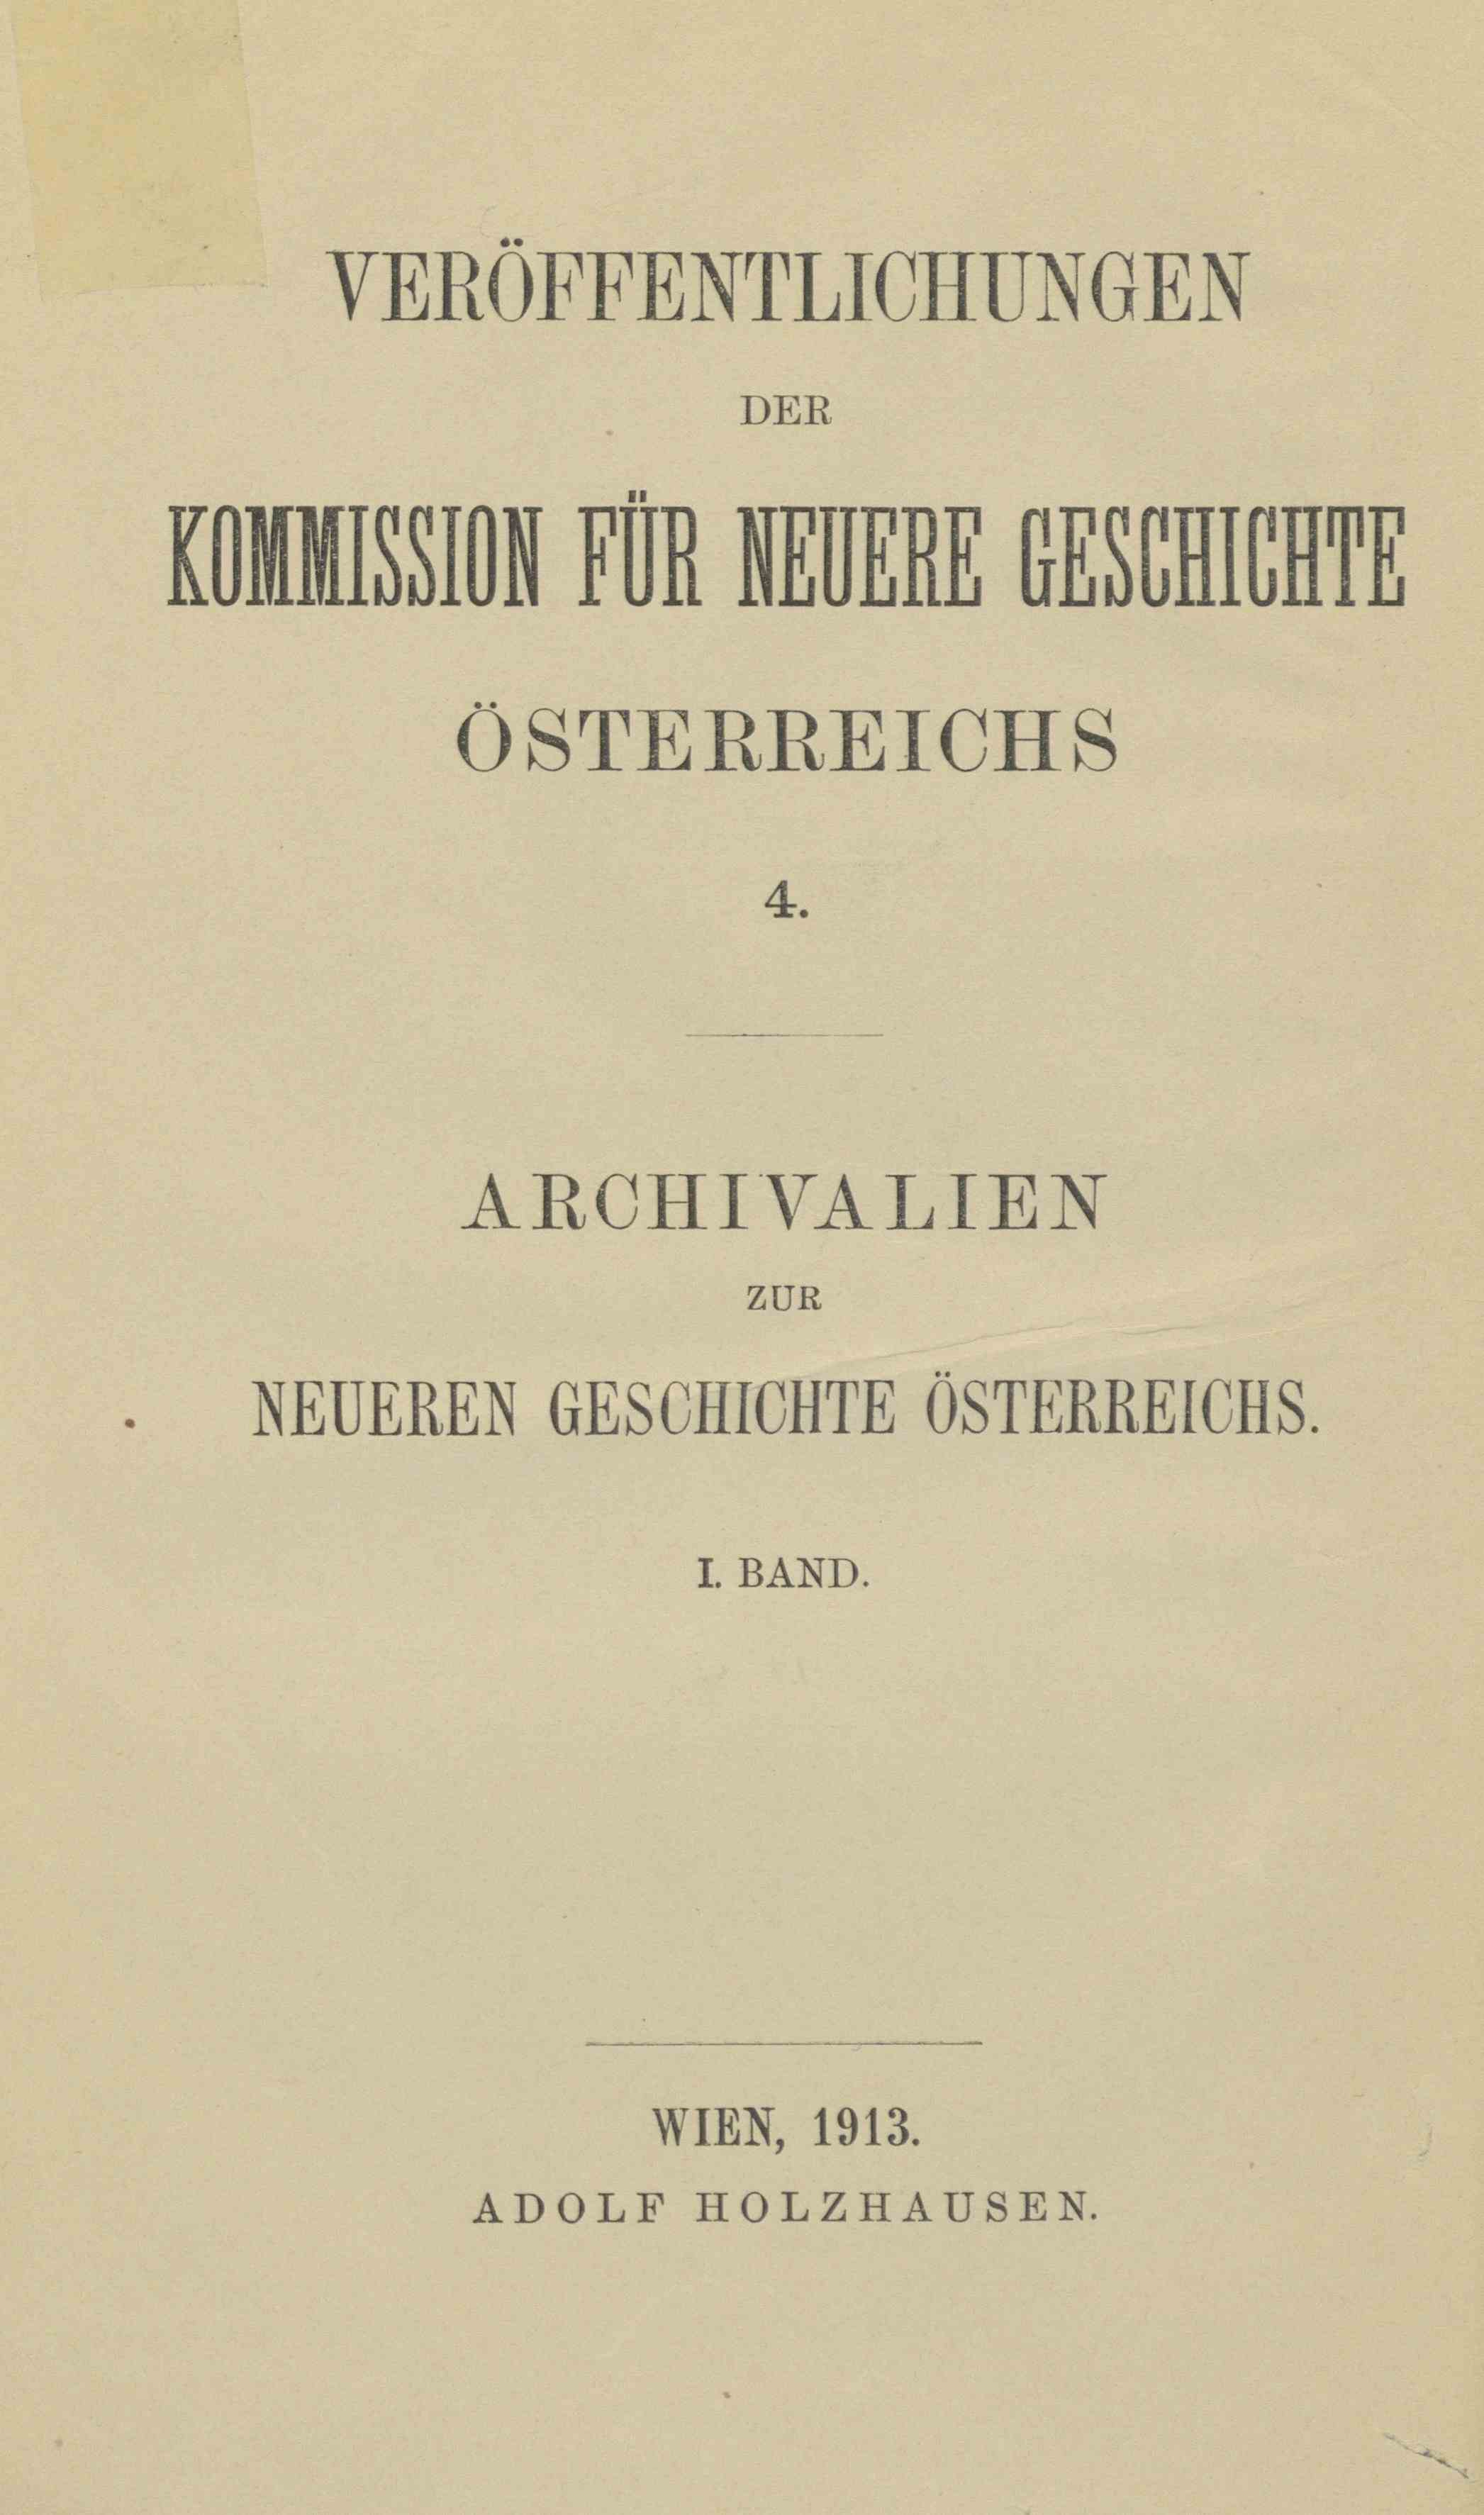 VERÖFFENTLICHUNGEN
DER
KOMMISSION FÜR NEUERE GESCHICHTE
ÖSTERREICHS
4.
ARCHIVALIEN
ZUR
NEUEREN GESCHICHTE ÖSTERREICHS.
I. BAND.
WIEN, 1913.
ADOLF HOLZHAUSEN.